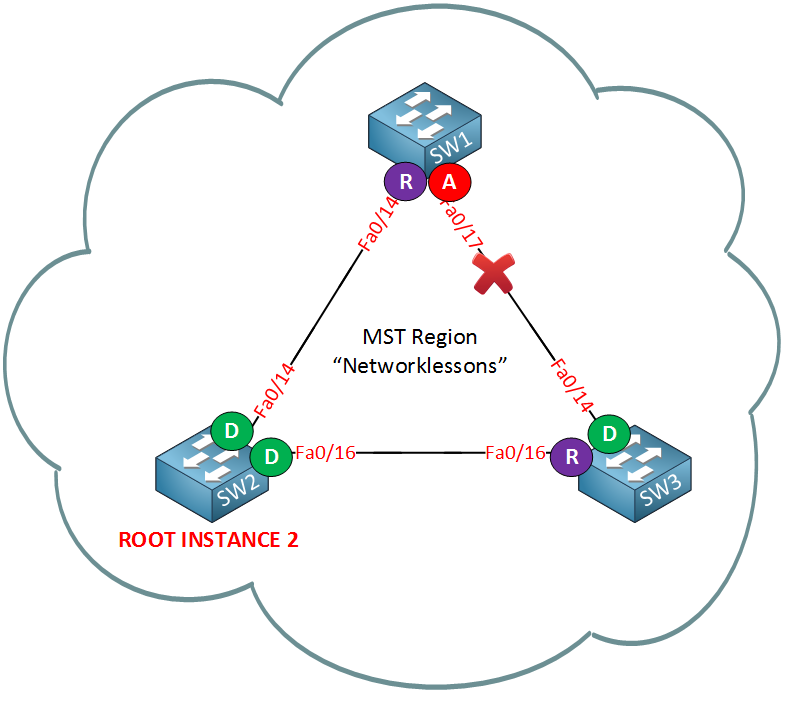 SW1
R
A
Fa0/14
Fa0/17
MST Region
“Networklessons”
Fa0/14
Fa0/14
D
D
Fa0/16
Fa0/16
R
D
SW2
SW3
ROOT INSTANCE 2